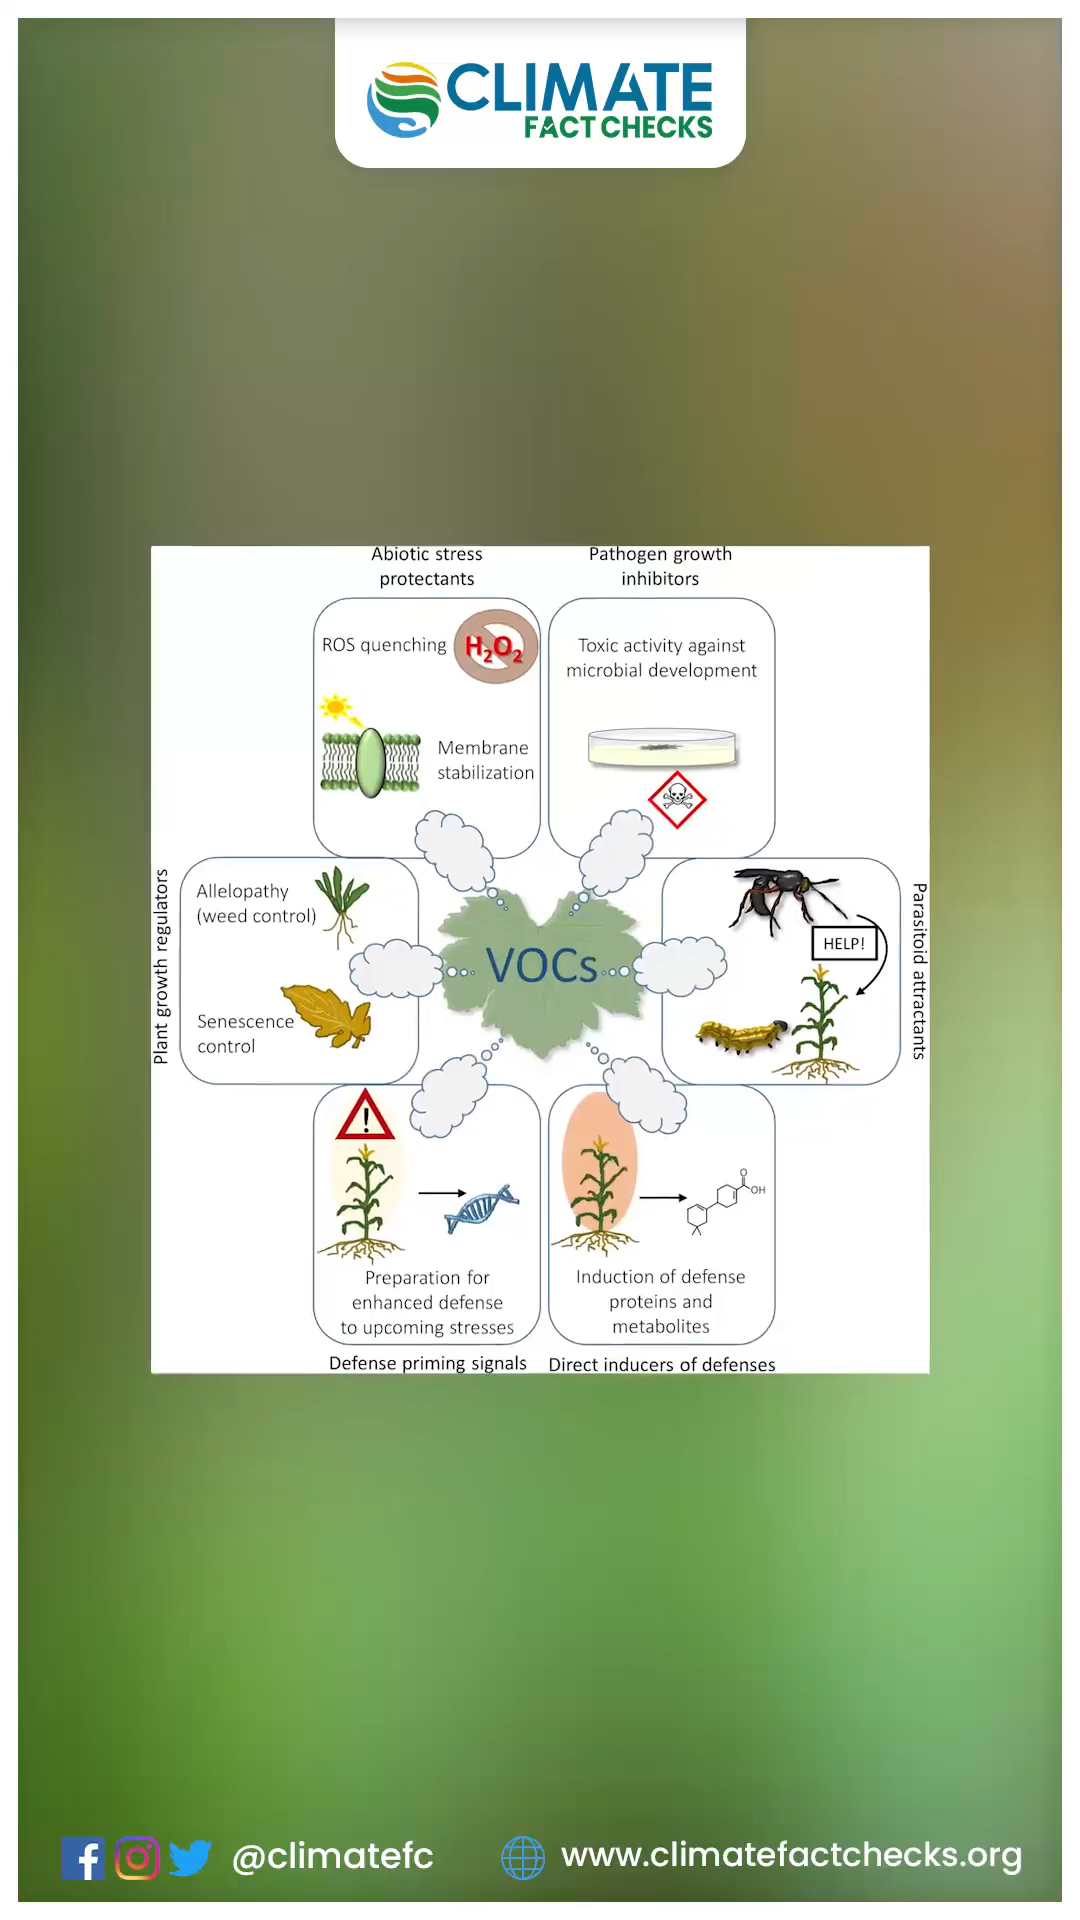 CLIMATE
FACT CHECKS
Abiotic stress
protectants
Pathogen growth
inhibitors
ROS quenching
H₂O₂
Membrane
stabilization
Toxic activity against
microbial development
Plant growth regulators
Allelopathy
(weed control)
Senescence
control
VOCs
HELP!
Parasitoid attractants
Preparation for
enhanced defense
to upcoming stresses
Defense priming signals
O
OH
Induction of defense
proteins and
metabolites
Direct inducers of defenses
@climatefc
www.climatefactchecks.org